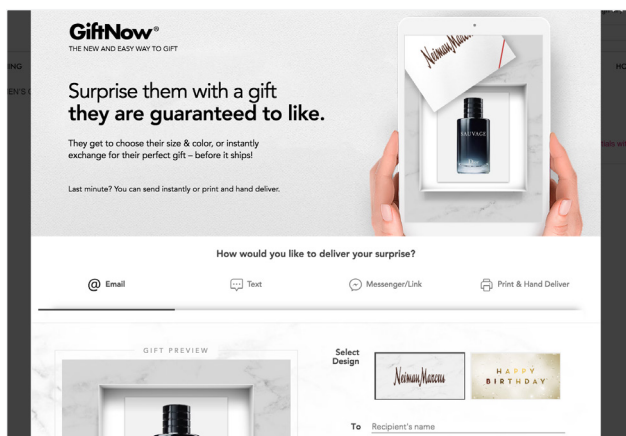 GiftNow®
THE NEW AND EASY WAY TO GIFT
Surprise them with a gift
they are guaranteed to like.
They get to choose their size & color, or instantly
exchange for their perfect gift – before it ships!
Last minute? You can send instantly or print and hand deliver.
Neiman Marcus
SAUVAGE
Dior
How would you like to deliver your surprise?
@ Email
Text
Messenger/Link
Print & Hand Deliver
GIFT PREVIEW
Select
Design
Neiman Marcus
HAPPY
BIRTHDAY
To Recipient's name